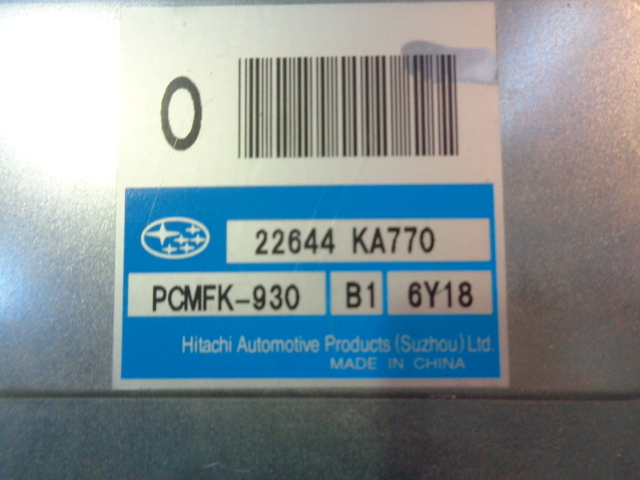 0
22644 KA770
PCMFK-930 B1 6Y18
Hitachi Automotive Products (Suzhou) Ltd.
MADE IN CHINA